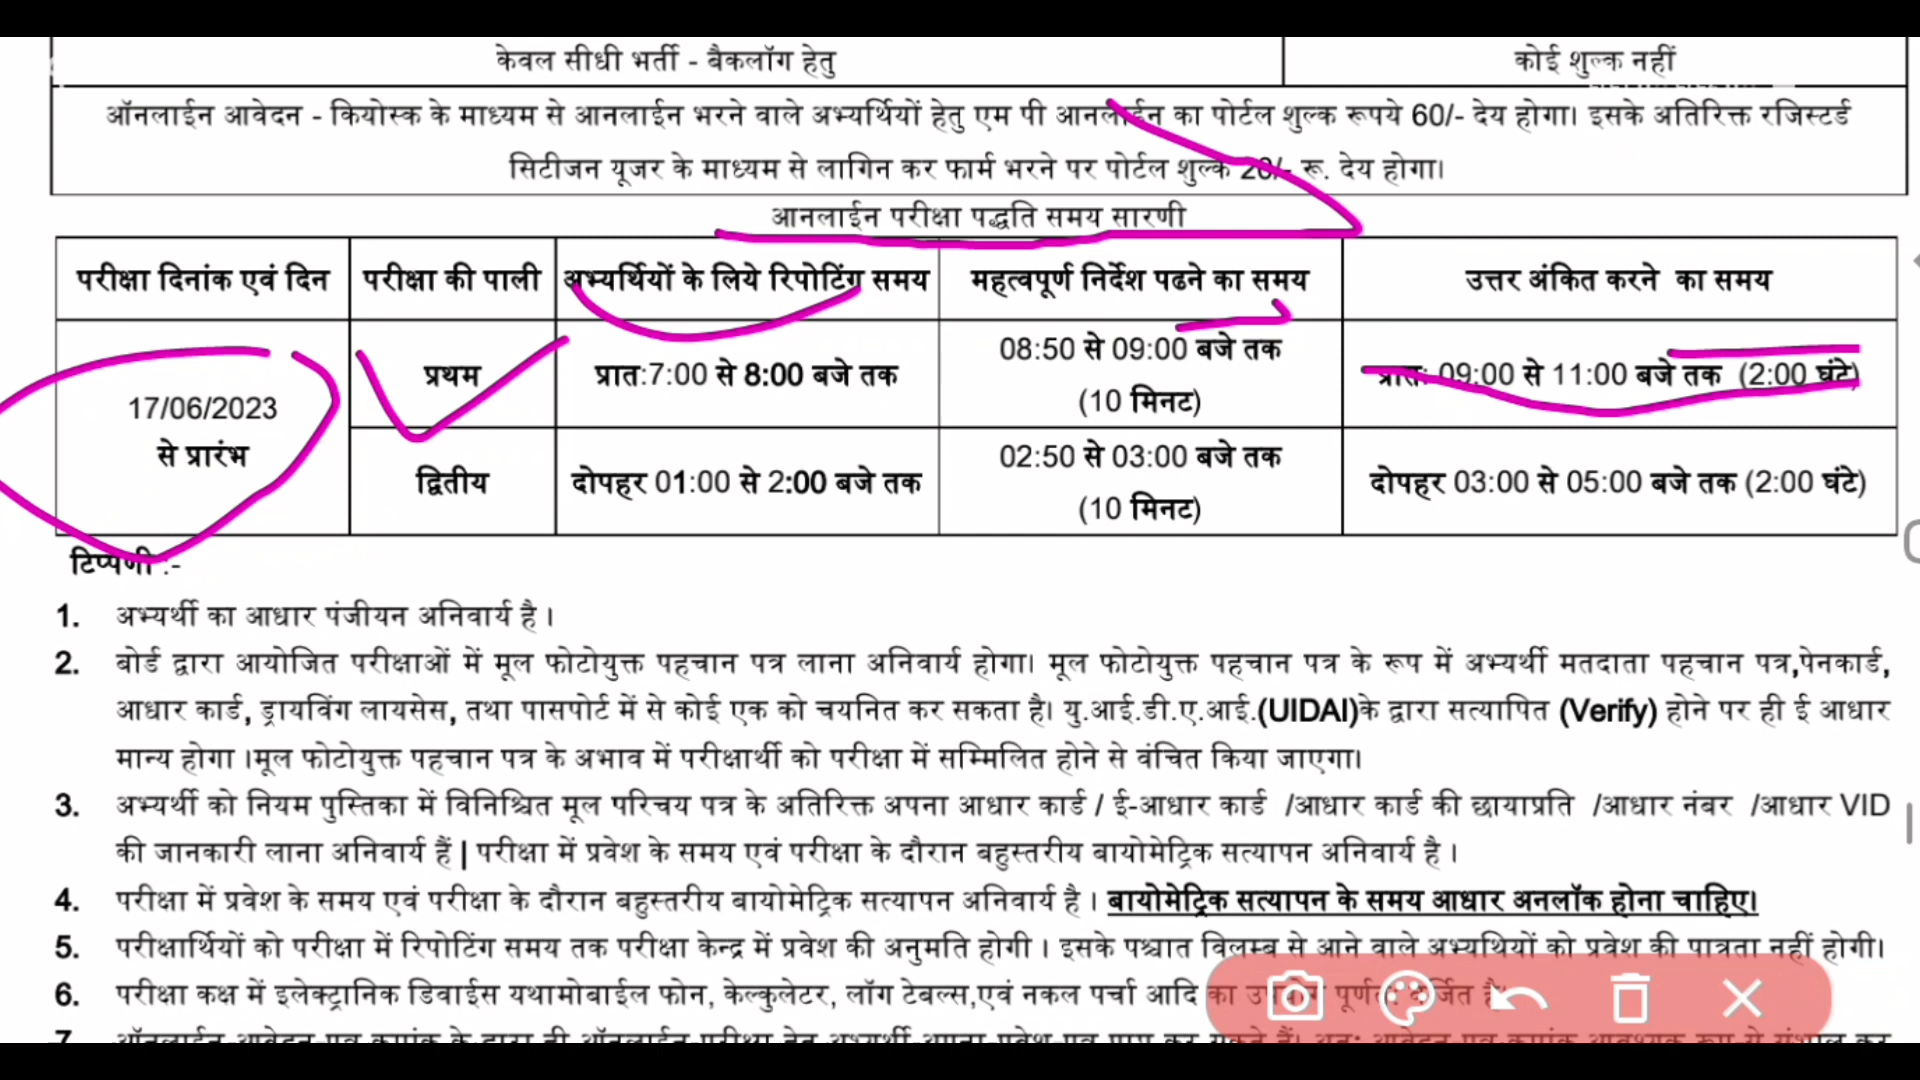 केवल सीधी भर्ती - बैकलॉग हेतु
कोई शुल्क नहीं
ऑनलाईन आवेदन - कियोस्क के माध्यम से आनलाईन भरने वाले अभ्यर्थियों हेतु एम पी आनलाईन का पोर्टल शुल्क रूपये 60/- देय होगा। इसके अतिरिक्त रजिस्टर्ड
सिटीजन यूजर के माध्यम से लागिन कर फार्म भरने पर पोर्टल शुल्क 20/- रू. देय होगा।
आनलाईन परीक्षा पद्धति समय सारणी
परीक्षा दिनांक एवं दिन
परीक्षा की पाली
अभ्यर्थियों के लिये रिपोटिंग समय
महत्वपूर्ण निर्देश पढने का समय
उत्तर अंकित करने का समय
17/06/2023
से प्रारंभ
प्रथम
प्रात:7:00 से 8:00 बजे तक
08:50 से 09:00 बजे तक
(10 मिनट)
प्रात: 09:00 से 11:00 बजे तक (2:00 घंटे)
द्वितीय
दोपहर 01:00 से 2:00 बजे तक
02:50 से 03:00 बजे तक
(10 मिनट)
दोपहर 03:00 से 05:00 बजे तक (2:00 घंटे)
टिप्पणी :-
1. अभ्यर्थी का आधार पंजीयन अनिवार्य है ।
2. बोर्ड द्वारा आयोजित परीक्षाओं में मूल फोटोयुक्त पहचान पत्र लाना अनिवार्य होगा। मूल फोटोयुक्त पहचान पत्र के रूप में अभ्यर्थी मतदाता पहचान पत्र,पेनकार्ड,
आधार कार्ड, ड्रायविंग लायसेस, तथा पासपोर्ट में से कोई एक को चयनित कर सकता है। यु.आई.डी.ए.आई.(UIDAI)के द्वारा सत्यापित (Verify) होने पर ही ई आधार
मान्य होगा ।मूल फोटोयुक्त पहचान पत्र के अभाव में परीक्षार्थी को परीक्षा में सम्मिलित होने से वंचित किया जाएगा।
3. अभ्यर्थी को नियम पुस्तिका में विनिश्चित मूल परिचय पत्र के अतिरिक्त अपना आधार कार्ड / ई-आधार कार्ड /आधार कार्ड की छायाप्रति /आधार नंबर /आधार VID
की जानकारी लाना अनिवार्य हैं | परीक्षा में प्रवेश के समय एवं परीक्षा के दौरान बहुस्तरीय बायोमेट्रिक सत्यापन अनिवार्य है ।
4. परीक्षा में प्रवेश के समय एवं परीक्षा के दौरान बहुस्तरीय बायोमेट्रिक सत्यापन अनिवार्य है । बायोमेट्रिक सत्यापन के समय आधार अनलॉक होना चाहिए।
5. परीक्षार्थियों को परीक्षा में रिपोटिंग समय तक परीक्षा केन्द्र में प्रवेश की अनुमति होगी । इसके पश्चात विलम्ब से आने वाले अभ्यथियों को प्रवेश की पात्रता नहीं होगी।
6. परीक्षा कक्ष में इलेक्ट्रानिक डिवाईस यथामोबाईल फोन, केल्कुलेटर, लॉग टेबल्स,एवं नकल पर्चा आदि का
7.